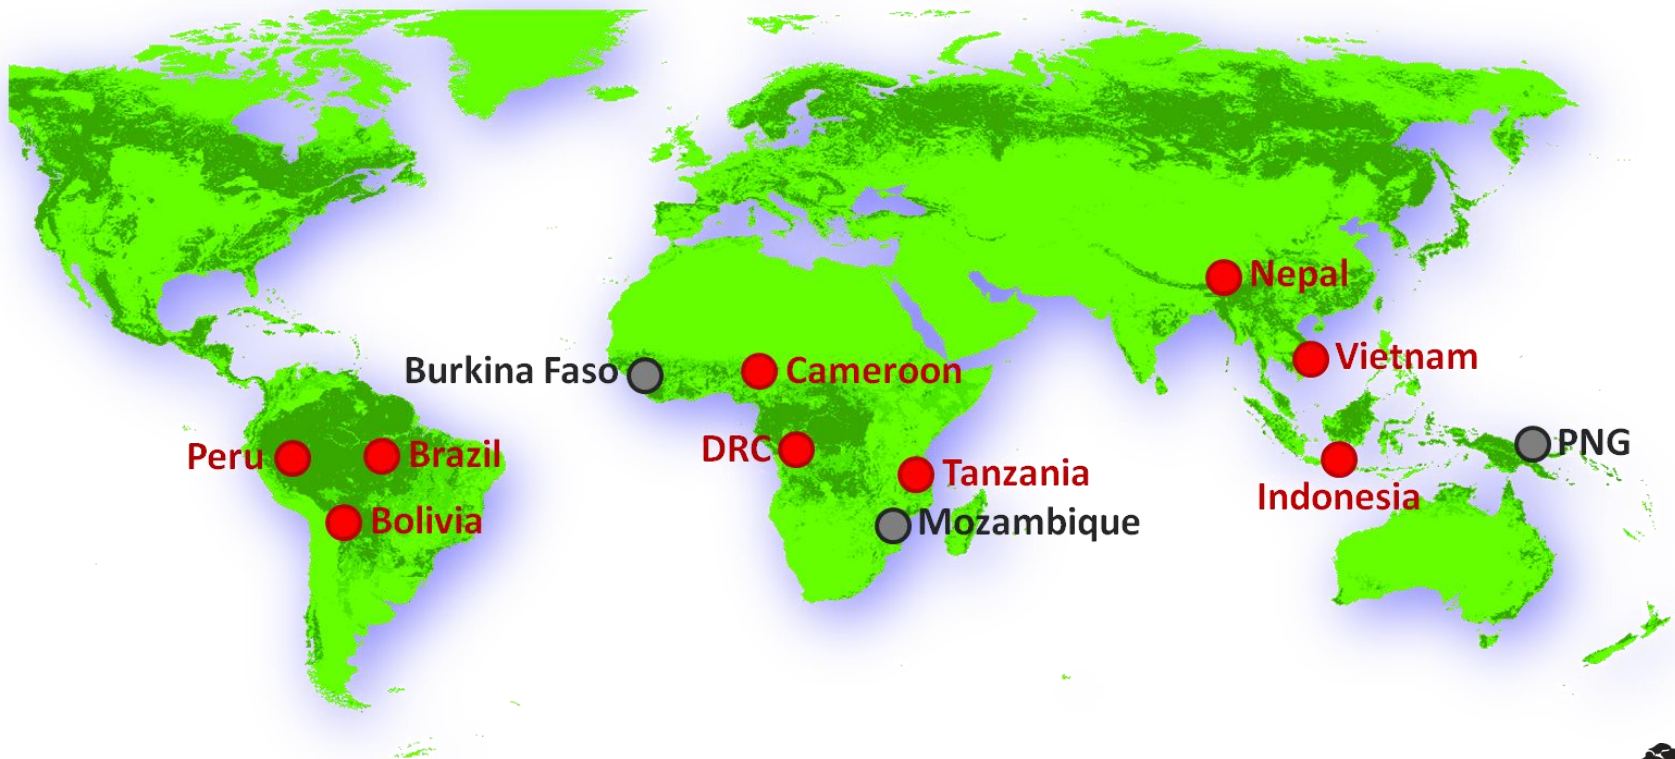 Nepal
Vietnam
Burkina Faso
Cameroon
Peru
Brazil
DRC
Tanzania
PNG
Indonesia
Bolivia
Mozambique